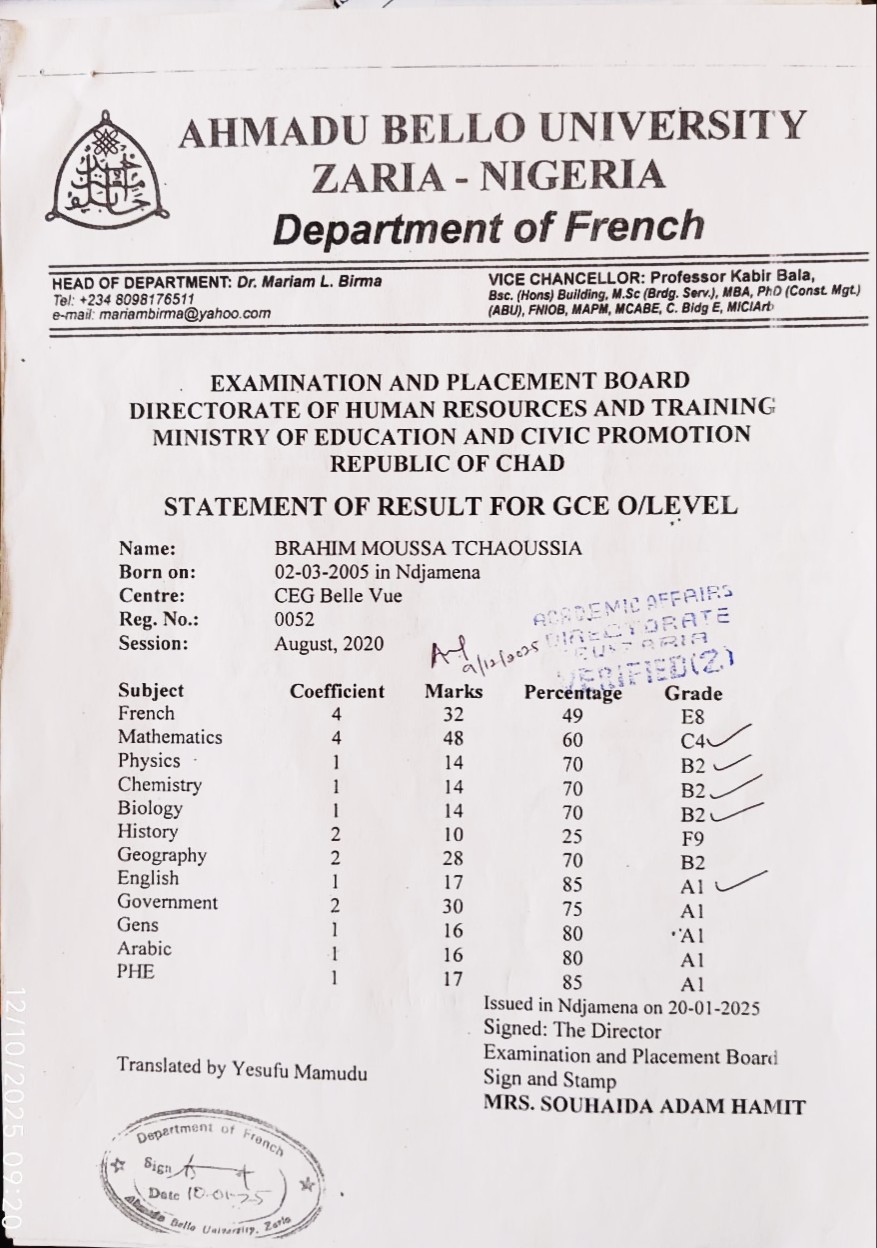 AHMADU BELLO UNIVERSITY
ZARIA - NIGERIA
Department of French
HEAD OF DEPARTMENT: Dr. Mariam L. Birma
Tel: +234 8098176511
e-mail: mariambirma@yahoo.com
VICE CHANCELLOR: Professor Kabir Bala,
Bsc. (Hons) Building, M.Sc (Brdg. Serv.), MBA, PhD (Const. Mgt.)
(ABU), FNIOB, MAPM, MCABE, C. Bldg E, MICIArb
EXAMINATION AND PLACEMENT BOARD
DIRECTORATE OF HUMAN RESOURCES AND TRAINING
MINISTRY OF EDUCATION AND CIVIC PROMOTION
REPUBLIC OF CHAD
STATEMENT OF RESULT FOR GCE O/LEVEL
Name: BRAHIM MOUSSA TCHAOUSSIA
Born on: 02-03-2005 in Ndjamena
Centre: CEG Belle Vue
Reg. No.: 0052
Session: August, 2020
ACADEMIC AFFAIRS
DIRECTORATE
ZARIA
VERIFIED(2)
9/12/2025
Subject Coefficient Marks Percentage Grade
French 4 32 49 E8
Mathematics 4 48 60 C4
Physics 1 14 70 B2
Chemistry 1 14 70 B2
Biology 1 14 70 B2
History 2 10 25 F9
Geography 2 28 70 B2
English 1 17 85 A1
Government 2 30 75 A1
Gens 1 16 80 A1
Arabic 1 16 80 A1
PHE 1 17 85 A1
Issued in Ndjamena on 20-01-2025
Signed: The Director
Examination and Placement Board
Sign and Stamp
MRS. SOUHAIDA ADAM HAMIT
Translated by Yesufu Mamudu
Department of French
Sign
Date 10-01-25
Ahmadu Bello University, Zaria
12/10/2025 09:20